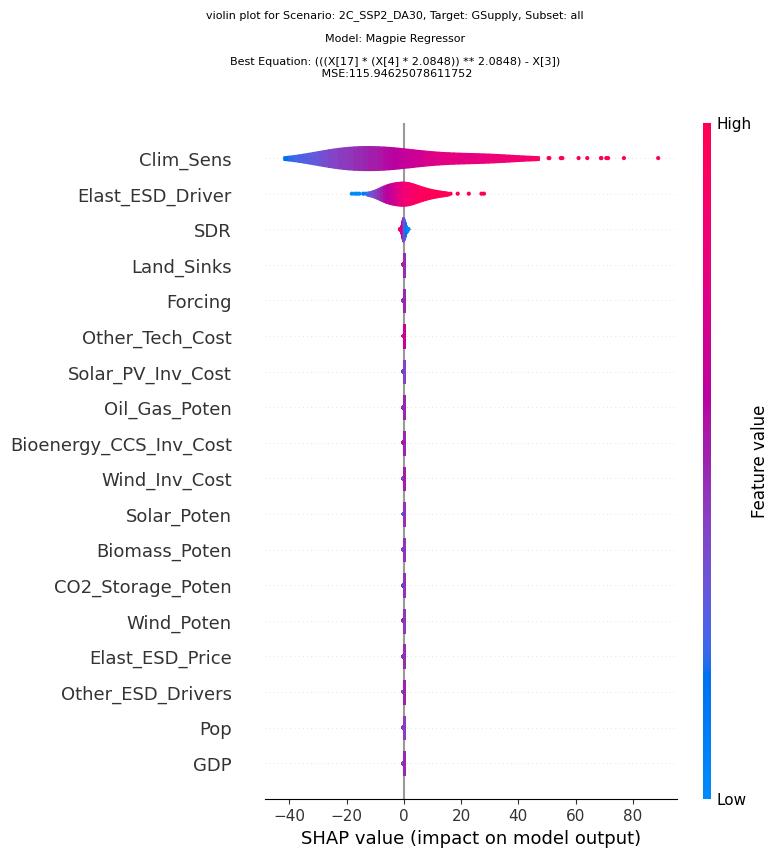 violin plot for Scenario: 2C_SSP2_DA30, Target: GSupply, Subset: all
Model: Magpie Regressor
Best Equation: (((X[17] * (X[4] * 2.0848)) ** 2.0848) - X[3])
MSE:115.94625078611752
High
Clim_Sens
Elast_ESD_Driver
SDR
Land_Sinks
Forcing
Other_Tech_Cost
Solar_PV_Inv_Cost
Oil_Gas_Poten
Bioenergy_CCS_Inv_Cost
Wind_Inv_Cost
Solar_Poten
Biomass_Poten
CO2_Storage_Poten
Wind_Poten
Elast_ESD_Price
Other_ESD_Drivers
Pop
GDP
Feature value
Low
−40 −20 0 20 40 60 80
SHAP value (impact on model output)